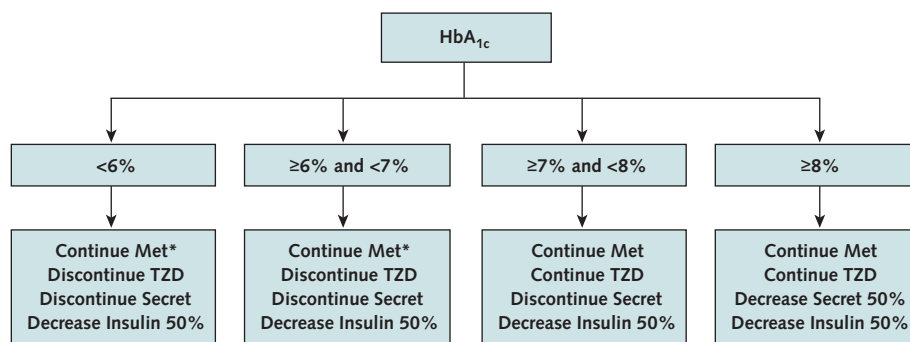 HbA1c
<6%
≥6% and <7%
≥7% and <8%
≥8%
Continue Met*
Discontinue TZD
Discontinue Secret
Decrease Insulin 50%
Continue Met*
Discontinue TZD
Discontinue Secret
Decrease Insulin 50%
Continue Met
Continue TZD
Discontinue Secret
Decrease Insulin 50%
Continue Met
Continue TZD
Decrease Secret 50%
Decrease Insulin 50%